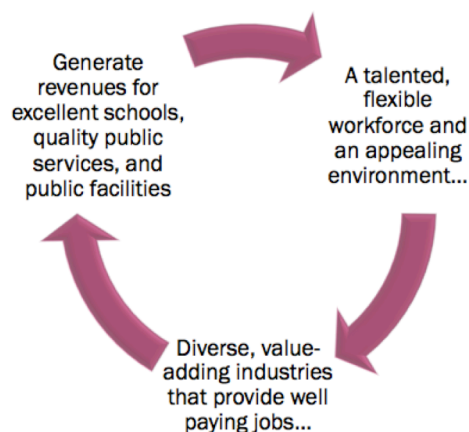 Generate
revenues for
excellent schools,
quality public
services, and
public facilities
A talented,
flexible
workforce and
an appealing
environment...
Diverse, value-
adding industries
that provide well
paying jobs...